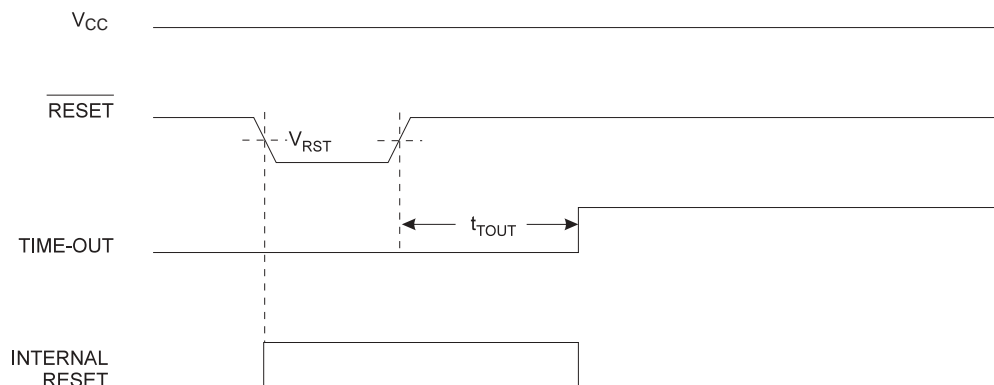 VCC
RESET
VRST
tTOUT
TIME-OUT
INTERNAL
RESET